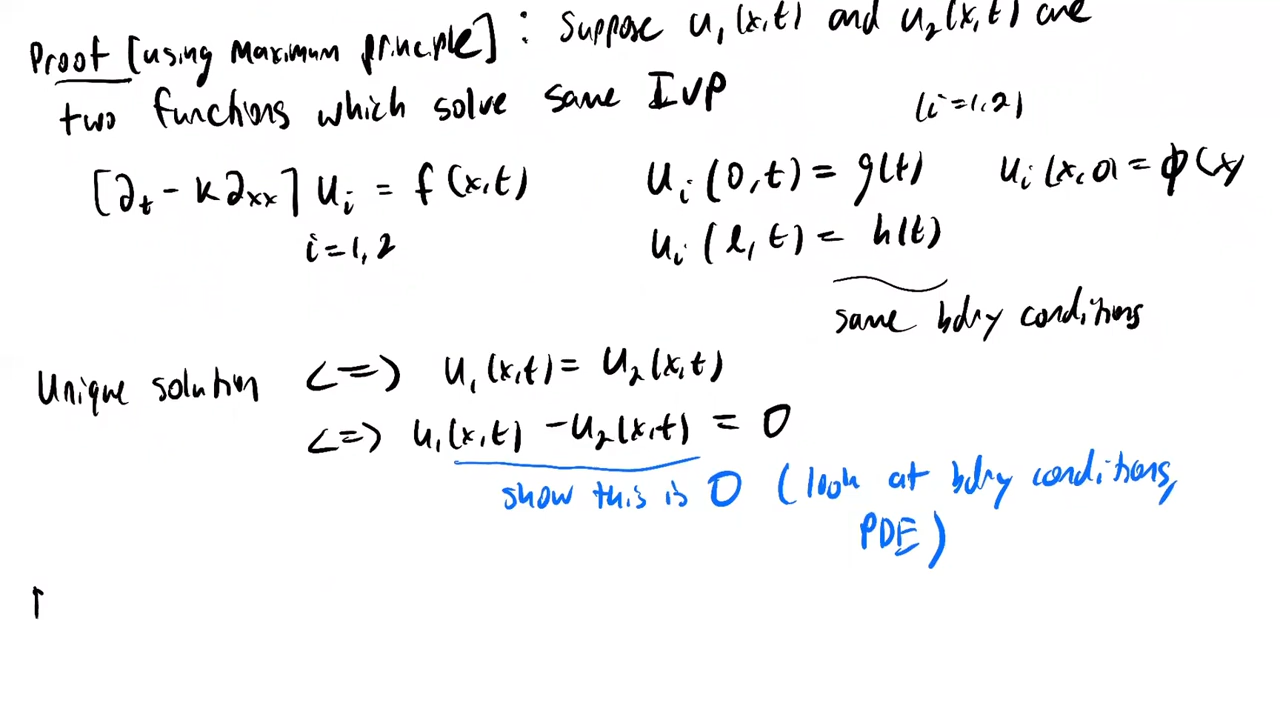 Proof [using Maximum principle] : Suppose u₁(x,t) and u₂(x,t) are
two functions which solve same IVP
(i=1,2)
[∂ₜ - k∂ₓₓ] uᵢ = f(x,t) uᵢ(0,t) = g(t) uᵢ(x,0) = φ(x)
i=1,2 uᵢ(l,t) = h(t)
same bdry conditions
Unique solution <=> u₁(x,t) = u₂(x,t)
<=> u₁(x,t) - u₂(x,t) = 0
show this is 0 (look at bdry conditions,
PDE)